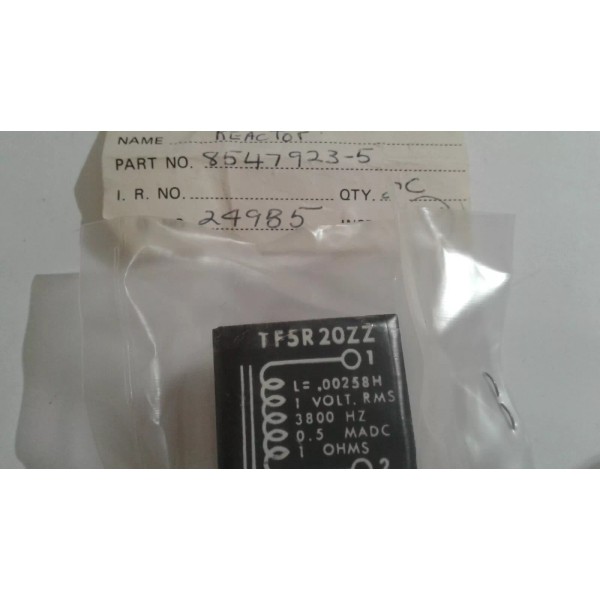 NAME REACTOR
PART NO. 8547923-5
I. R. NO. QTY.
249B5
TF5R20ZZ
1
L= .00258H
1 VOLT. RMS
3800 HZ
0.5 MADC
1 OHMS
2